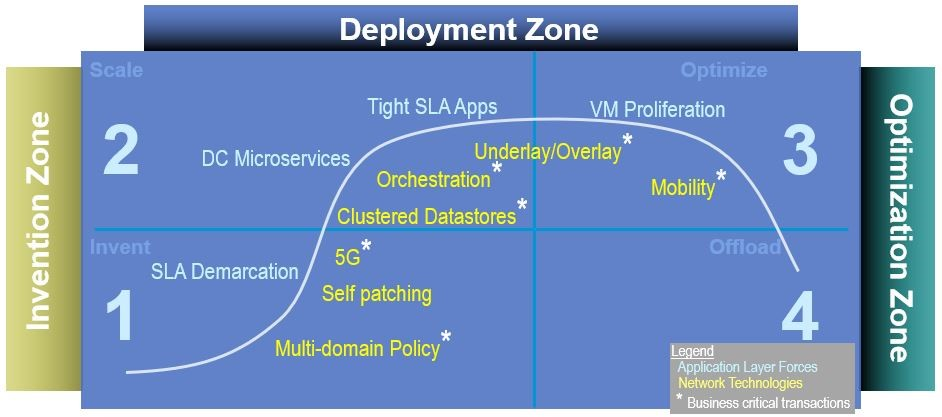 Deployment Zone
Invention Zone
Optimization Zone
Scale
Optimize
2
3
Tight SLA Apps
VM Proliferation
DC Microservices
Underlay/Overlay*
Orchestration*
Mobility*
Clustered Datastores*
Invent
Offload
1
4
SLA Demarcation
5G*
Self patching
Multi-domain Policy*
Legend
Application Layer Forces
Network Technologies
* Business critical transactions